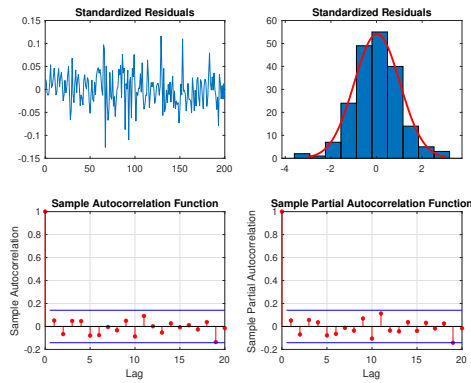 Standardized Residuals
0.15
0.1
0.05
0
-0.05
-0.1
-0.15
0 50 100 150 200
Standardized Residuals
60
50
40
30
20
10
0
-4 -2 0 2
Sample Autocorrelation Function
1
0.8
0.6
0.4
0.2
0
-0.2
0 5 10 15 20
Lag
Sample Autocorrelation
Sample Partial Autocorrelation Function
1
0.8
0.6
0.4
0.2
0
-0.2
0 5 10 15 20
Lag
Sample Partial Autocorrelation